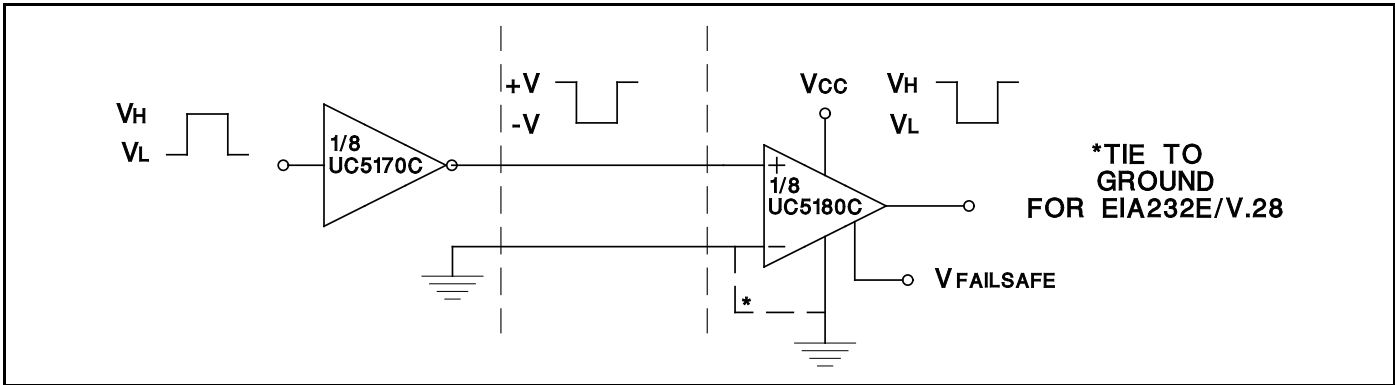 VH
VL
1/8
UC5170C
+V
-V
VCC
VH
VL
+
1/8
UC5180C
-
*
VFAILSAFE
*TIE TO
GROUND
FOR EIA232E/V.28